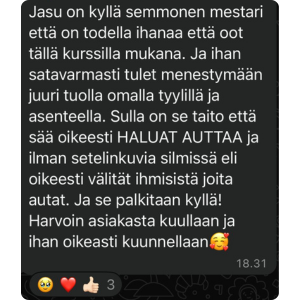 Jasu on kyllä semmonen mestari
että on todella ihanaa että oot
tällä kurssilla mukana. Ja ihan
satavarmasti tulet menestymään
juuri tuolla omalla tyylillä ja
asenteella. Sulla on se taito että
sää oikeesti HALUAT AUTTAA ja
ilman setelinkuvia silmissä eli
oikeesti välität ihmisistä joita
autat. Ja se palkitaan kyllä!
Harvoin asiakasta kuullaan ja
ihan oikeasti kuunnellaan🥰
18.31
🥹 ❤️ 👍🏻 3